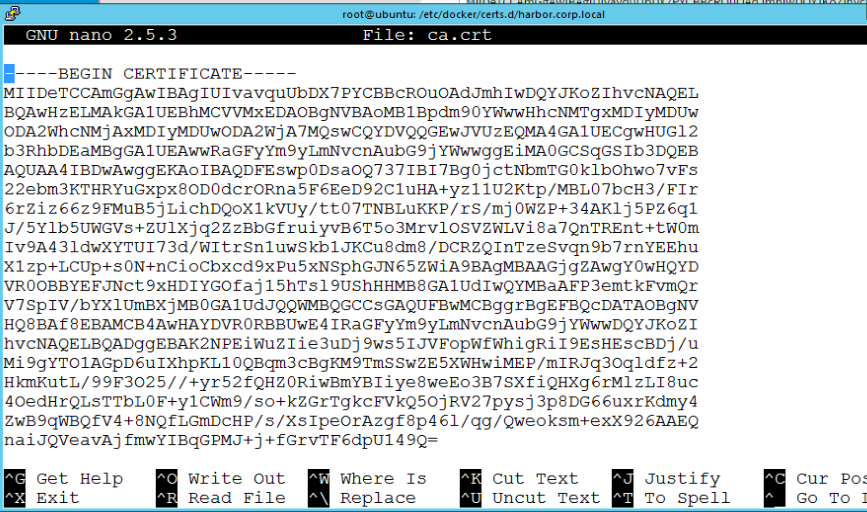 root@ubuntu: /etc/docker/certs.d/harbor.corp.local
GNU nano 2.5.3 File: ca.crt
-----BEGIN CERTIFICATE-----
MIIDeTCCAmGgAwIBAgIUIvavquUbDX7PYCBBcROuOAdJmhIwDQYJKoZIhvcNAQEL
BQAwHzELMAkGA1UEBhMCVVMxEDAOBgNVBAoMB1Bpdm90YWwwHhcNMTgxMDIyMDUw
ODA2WhcNMjAxMDIyMDUwODA2WjA7MQswCQYDVQQGEwJVUzEQMA4GA1UECgwHUGl2
b3RhbDEaMBgGA1UEAwwRaGFyYm9yLmNvcnAubG9jYWwwggEiMA0GCSqGSIb3DQEB
AQUAA4IBDwAwggEKAoIBAQDFEswp0DsaOQ737IBI7Bg0jctNbmTG0klbOhwo7vFs
22ebm3KTHRYuGxpx8OD0dcrORna5F6EeD92C1uHA+yz11U2Ktp/MBL07bcH3/FIr
6rZiz66z9FMuB5jLichDQoX1kVUy/tt07TNBLuKKP/rS/mj0WZP+34AKlj5PZ6q1
J/5Ylb5UWGVs+ZUlXjq2ZzBbGfruiyvB6T5o3MrvlOSVZWLVi8a7QnTREnt+tW0m
Iv9A43ldwXYTUI73d/WItrSn1uwSkb1JKCu8dm8/DCRZQInTzeSvqn9b7rnYEEhu
X1zp+LCUp+s0N+nCioCbxcd9xPu5xNSphGJN65ZWiA9BAgMBAAGjgZAwgY0wHQYD
VR0OBBYEFJNct9xHDIYGOfaj15hTsl9UShHHMB8GA1UdIwQYMBaAFP3emtkFvmQr
V7SpIV/bYXlUmBXjMB0GA1UdJQQWMBQGCCsGAQUFBwMCBggrBgEFBQcDATAOBgNV
HQ8BAf8EBAMCB4AwHAYDVR0RBBUwE4IRaGFyYm9yLmNvcnAubG9jYWwwDQYJKoZI
hvcNAQELBQADggEBAK2NPEiWuZIie3uDj9ws5IJVFopWfWhigRiI9EsHEscBDj/u
Mi9gYTO1AGpD6uIXhpKL10QBqm3cBgKM9TmSSwZE5XWHwiMEP/mIRJq3Oqldfz+2
HkmKutL/99F3O25//+yr52fQHZ0RiwBmYBIiye8weEo3B7SXfiQHXg6rMlzLI8uc
4OedHrQLsTTbL0F+y1CWm9/so+kZGrTgkcFVkQ5OjRV27pysj3p8DG66uxrKdmy4
ZwB9qWBQfV4+8NQfLGmDcHP/s/XsIpeOrAzgf8p46l/qg/Qweoksm+exX926AAEQ
naiJQVeavAjfmwYIBqGPMJ+j+fGrvTF6dpU149Q=
^G Get Help ^O Write Out ^W Where Is ^K Cut Text ^J Justify ^C Cur Pos
^X Exit ^R Read File ^\ Replace ^U Uncut Text ^T To Spell ^_ Go To